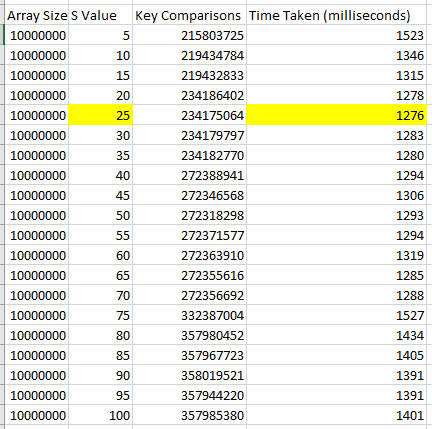 Array Size S Value Key Comparisons Time Taken (milliseconds)
10000000 5 215803725 1523
10000000 10 219434784 1346
10000000 15 219432833 1315
10000000 20 234186402 1278
10000000 25 234175064 1276
10000000 30 234179797 1283
10000000 35 234182770 1280
10000000 40 272388941 1294
10000000 45 272346568 1306
10000000 50 272318298 1293
10000000 55 272371577 1294
10000000 60 272363910 1319
10000000 65 272355616 1285
10000000 70 272356692 1288
10000000 75 332387004 1527
10000000 80 357980452 1434
10000000 85 357967723 1405
10000000 90 358019521 1391
10000000 95 357944220 1391
10000000 100 357985380 1401